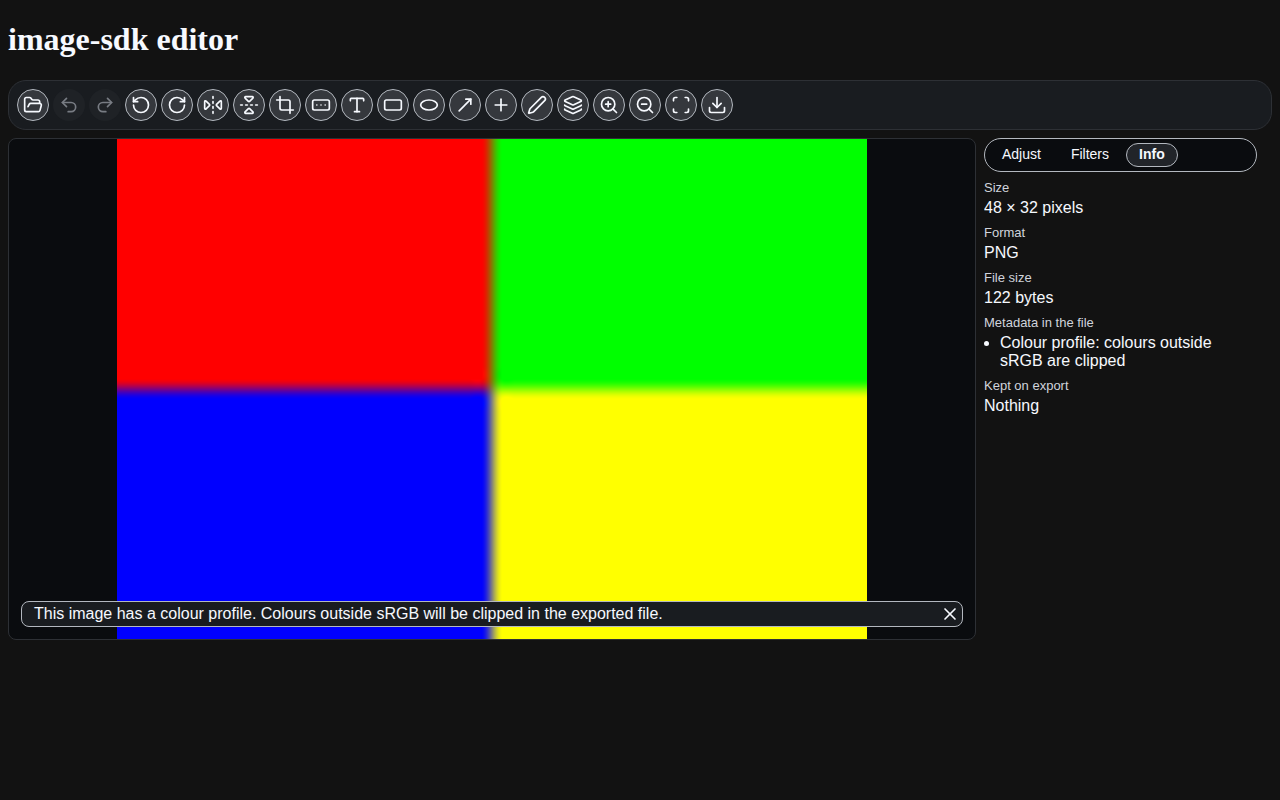 image-sdk editor
Adjust Filters Info
Size
48 × 32 pixels
Format
PNG
File size
122 bytes
Metadata in the file
Colour profile: colours outside
sRGB are clipped
Kept on export
Nothing
This image has a colour profile. Colours outside sRGB will be clipped in the exported file.